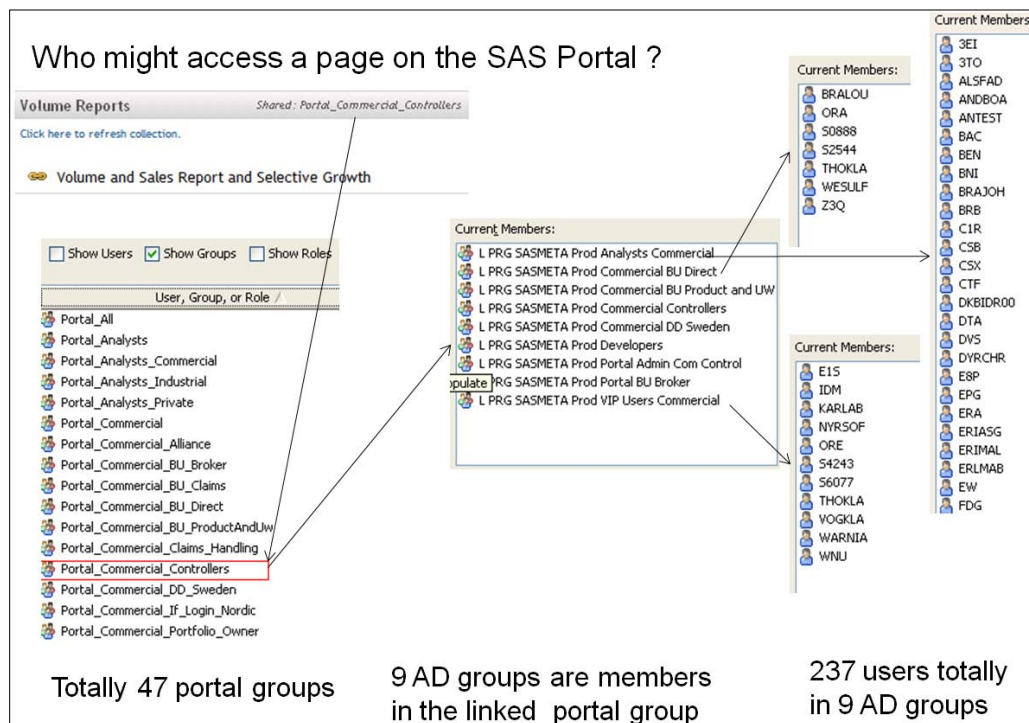 Who might access a page on the SAS Portal ?
Volume Reports
Shared: Portal_Commercial_Controllers
Click here to refresh collection.
Volume and Sales Report and Selective Growth
Show Users
Show Groups
Show Roles
User, Group, or Role
Portal_All
Portal_Analysts
Portal_Analysts_Commercial
Portal_Analysts_Industrial
Portal_Analysts_Private
Portal_Commercial
Portal_Commercial_Alliance
Portal_Commercial_BU_Broker
Portal_Commercial_BU_Claims
Portal_Commercial_BU_Direct
Portal_Commercial_BU_ProductAndUw
Portal_Commercial_Claims_Handling
Portal_Commercial_Controllers
Portal_Commercial_DD_Sweden
Portal_Commercial_If_Login_Nordic
Portal_Commercial_Portfolio_Owner
Totally 47 portal groups
Current Members:
L PRG SASMETA Prod Analysts Commercial
L PRG SASMETA Prod Commercial BU Direct
L PRG SASMETA Prod Commercial BU Product and UW
L PRG SASMETA Prod Commercial Controllers
L PRG SASMETA Prod Commercial DD Sweden
L PRG SASMETA Prod Developers
L PRG SASMETA Prod Portal Admin Com Control
opulate
L PRG SASMETA Prod Portal BU Broker
L PRG SASMETA Prod VIP Users Commercial
9 AD groups are members
in the linked portal group
Current Members:
BRALOU
ORA
S0888
S2544
THOKLA
WESULF
Z3Q
Current Members:
E1S
IDM
KARLAB
NYRSOF
ORE
S4243
S6077
THOKLA
VOGKLA
WARNIA
WNU
Current Members:
3EI
3TO
ALSFAD
ANDBOA
ANTEST
BAC
BEN
BNI
BRAJOH
BRB
C1R
CSB
CSX
CTF
DKBIDR00
DTA
DVS
DYRCHR
E8P
EPG
ERA
ERIASG
ERIMAL
ERLMAB
EW
FDG
237 users totally
in 9 AD groups